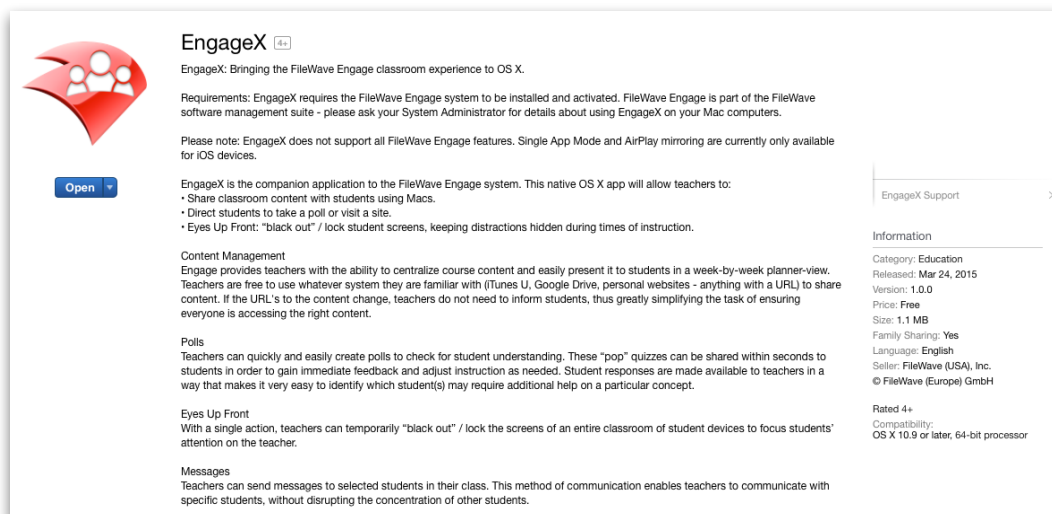 EngageX 4+
EngageX: Bringing the FileWave Engage classroom experience to OS X.
Requirements: EngageX requires the FileWave Engage system to be installed and activated. FileWave Engage is part of the FileWave
software management suite - please ask your System Administrator for details about using EngageX on your Mac computers.
Please note: EngageX does not support all FileWave Engage features. Single App Mode and AirPlay mirroring are currently only available
for iOS devices.
EngageX is the companion application to the FileWave Engage system. This native OS X app will allow teachers to:
• Share classroom content with students using Macs.
• Direct students to take a poll or visit a site.
• Eyes Up Front: “black out” / lock student screens, keeping distractions hidden during times of instruction.
Content Management
Engage provides teachers with the ability to centralize course content and easily present it to students in a week-by-week planner-view.
Teachers are free to use whatever system they are familiar with (iTunes U, Google Drive, personal websites - anything with a URL) to share
content. If the URL's to the content change, teachers do not need to inform students, thus greatly simplifying the task of ensuring
everyone is accessing the right content.
Polls
Teachers can quickly and easily create polls to check for student understanding. These “pop” quizzes can be shared within seconds to
students in order to gain immediate feedback and adjust instruction as needed. Student responses are made available to teachers in a
way that makes it very easy to identify which student(s) may require additional help on a particular concept.
Eyes Up Front
With a single action, teachers can temporarily “black out” / lock the screens of an entire classroom of student devices to focus students’
attention on the teacher.
Messages
Teachers can send messages to selected students in their class. This method of communication enables teachers to communicate with
specific students, without disrupting the concentration of other students.
Open
EngageX Support
Information
Category: Education
Released: Mar 24, 2015
Version: 1.0.0
Price: Free
Size: 1.1 MB
Family Sharing: Yes
Language: English
Seller: FileWave (USA), Inc.
© FileWave (Europe) GmbH
Rated 4+
Compatibility:
OS X 10.9 or later, 64-bit processor